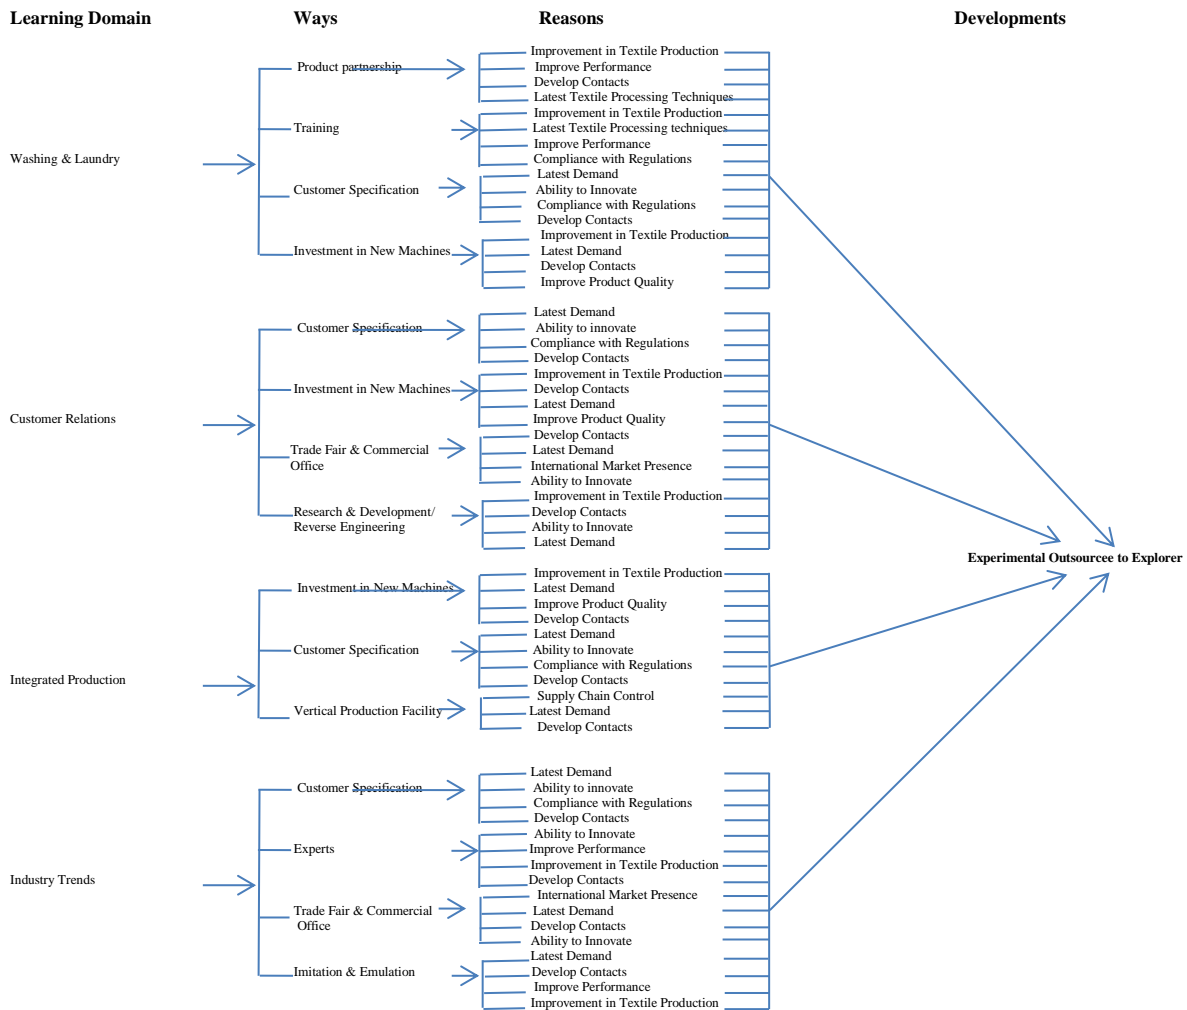 Learning Domain Ways Reasons Developments
Improvement in Textile Production
Product partnership
Improve Performance
Develop Contacts
Latest Textile Processing Techniques
Improvement in Textile Production
Training
Latest Textile Processing techniques
Improve Performance
Washing & Laundry
Compliance with Regulations
Latest Demand
Customer Specification
Ability to Innovate
Compliance with Regulations
Develop Contacts
Improvement in Textile Production
Investment in New Machines
Latest Demand
Develop Contacts
Improve Product Quality
Latest Demand
Customer Specification
Ability to innovate
Compliance with Regulations
Develop Contacts
Improvement in Textile Production
Investment in New Machines
Develop Contacts
Latest Demand
Customer Relations
Improve Product Quality
Develop Contacts
Trade Fair & Commercial
Office
Latest Demand
International Market Presence
Ability to Innovate
Improvement in Textile Production
Research & Development/
Reverse Engineering
Develop Contacts
Ability to Innovate
Latest Demand
Experimental Outsourcee to Explorer
Improvement in Textile Production
Investment in New Machines
Latest Demand
Improve Product Quality
Develop Contacts
Latest Demand
Customer Specification
Ability to Innovate
Compliance with Regulations
Integrated Production
Develop Contacts
Supply Chain Control
Vertical Production Facility
Latest Demand
Develop Contacts
Latest Demand
Customer Specification
Ability to innovate
Compliance with Regulations
Develop Contacts
Ability to Innovate
Experts
Improve Performance
Improvement in Textile Production
Industry Trends
Develop Contacts
International Market Presence
Trade Fair & Commercial
Office
Latest Demand
Develop Contacts
Ability to Innovate
Latest Demand
Imitation & Emulation
Develop Contacts
Improve Performance
Improvement in Textile Production